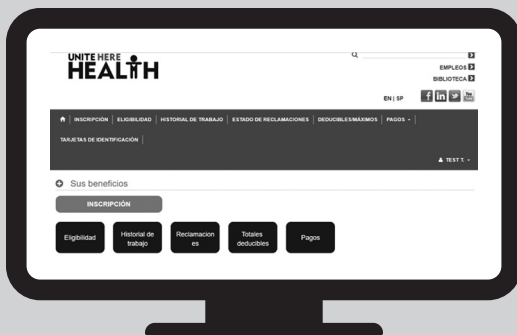 UNITE HERE
HEALTH
EMPLEOS
BIBLIOTECA
EN | SP
INSCRIPCIÓN | ELIGIBILIDAD | HISTORIAL DE TRABAJO | ESTADO DE RECLAMACIONES | DEDUCIBLES/MÁXIMOS | PAGOS
TARJETAS DE IDENTIFICACIÓN
TEST T.
Sus beneficios
INSCRIPCIÓN
Eligibilidad
Historial de
trabajo
Reclamacion
es
Totales
deducibles
Pagos